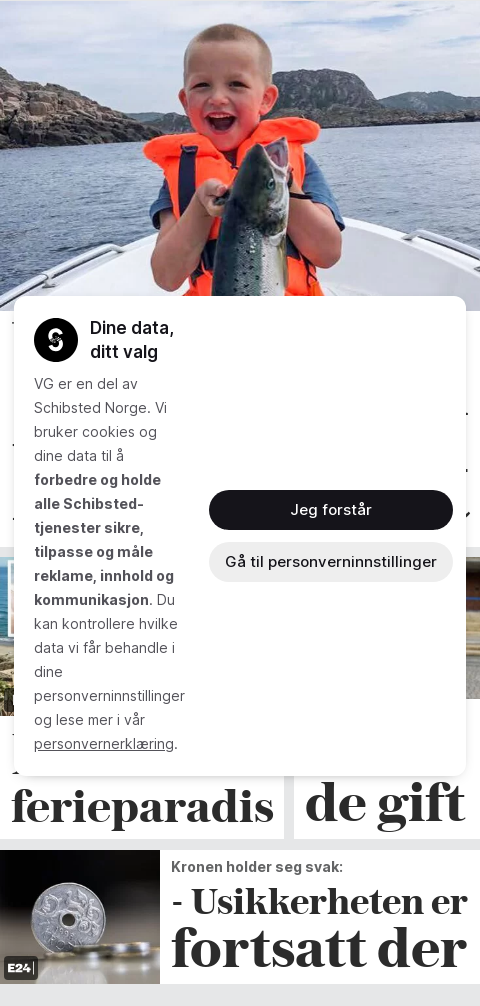 Dine data,
ditt valg
VG er en del av
Schibsted Norge. Vi
bruker cookies og
dine data til å
forbedre og holde
alle Schibsted-
tjenester sikre,
tilpasse og måle
reklame, innhold og
kommunikasjon. Du
kan kontrollere hvilke
data vi får behandle i
dine
personverninnstillinger
og lese mer i vår
personvernerklæring.
Jeg forstår
Gå til personverninnstillinger
ferieparadis
de gift
Kronen holder seg svak:
- Usikkerheten er
fortsatt der
E24